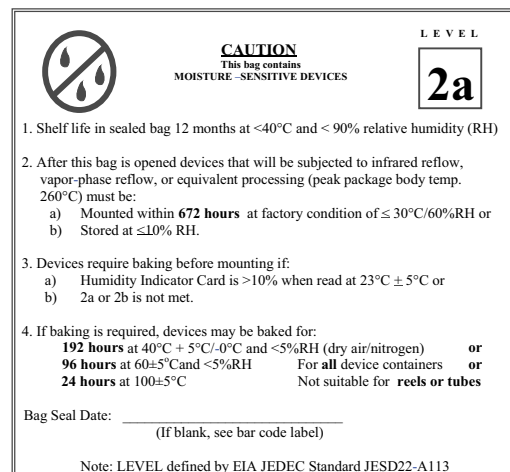 LEVEL
CAUTION
This bag contains
MOISTURE –SENSITIVE DEVICES
2a
1. Shelf life in sealed bag 12 months at <40°C and < 90% relative humidity (RH)
2. After this bag is opened devices that will be subjected to infrared reflow,
vapor-phase reflow, or equivalent processing (peak package body temp.
260°C) must be:
a) Mounted within 672 hours at factory condition of ≤ 30°C/60%RH or
b) Stored at ≤10% RH.
3. Devices require baking before mounting if:
a) Humidity Indicator Card is >10% when read at 23°C ± 5°C or
b) 2a or 2b is not met.
4. If baking is required, devices may be baked for:
192 hours at 40°C + 5°C/-0°C and <5%RH (dry air/nitrogen) or
96 hours at 60±5°Cand <5%RH For all device containers or
24 hours at 100±5°C Not suitable for reels or tubes
Bag Seal Date: ______________________________
(If blank, see bar code label)
Note: LEVEL defined by EIA JEDEC Standard JESD22-A113